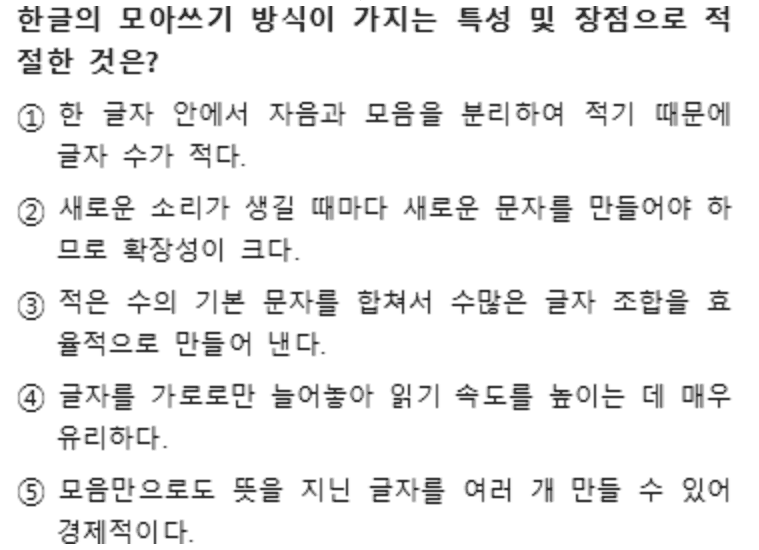 한글의 모아쓰기 방식이 가지는 특성 및 장점으로 적
절한 것은?
① 한 글자 안에서 자음과 모음을 분리하여 적기 때문에
글자 수가 적다.
② 새로운 소리가 생길 때마다 새로운 문자를 만들어야 하
므로 확장성이 크다.
③ 적은 수의 기본 문자를 합쳐서 수많은 글자 조합을 효
율적으로 만들어 낸다.
④ 글자를 가로로만 늘어놓아 읽기 속도를 높이는 데 매우
유리하다.
⑤ 모음만으로도 뜻을 지닌 글자를 여러 개 만들 수 있어
경제적이다.